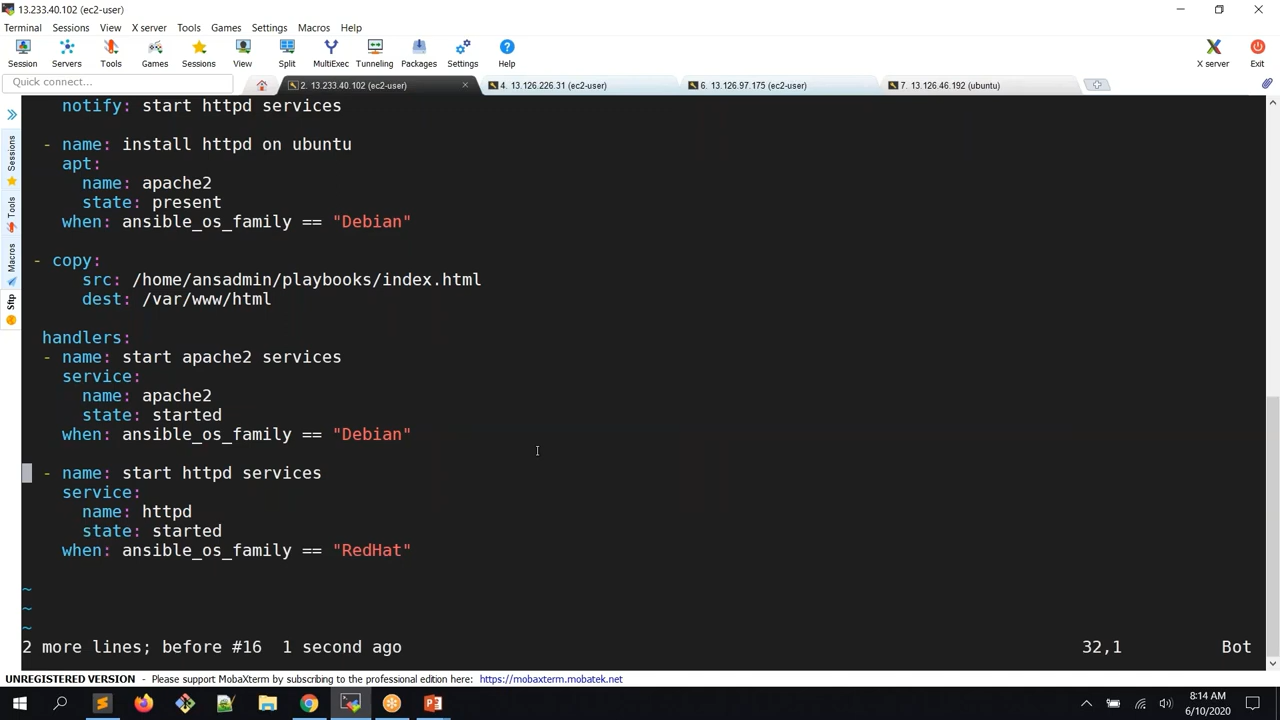 13.233.40.102 (ec2-user)
Terminal Sessions View X server Tools Games Settings Macros Help
Session Servers Tools Games Sessions View Split MultiExec Tunneling Packages Settings Help X server Exit
Quick connect...
2. 13.233.40.102 (ec2-user)
4. 13.126.226.31 (ec2-user)
6. 13.126.97.175 (ec2-user)
7. 13.126.46.192 (ubuntu)
Sessions
Tools
Macros
Sftp
notify: start httpd services
- name: install httpd on ubuntu
apt:
name: apache2
state: present
when: ansible_os_family == "Debian"
- copy:
src: /home/ansadmin/playbooks/index.html
dest: /var/www/html
handlers:
- name: start apache2 services
service:
name: apache2
state: started
when: ansible_os_family == "Debian"
- name: start httpd services
service:
name: httpd
state: started
when: ansible_os_family == "RedHat"
~
~
~
2 more lines; before #16 1 second ago 32,1 Bot
UNREGISTERED VERSION - Please support MobaXterm by subscribing to the professional edition here: https://mobaxterm.mobatek.net
8:14 AM
6/10/2020